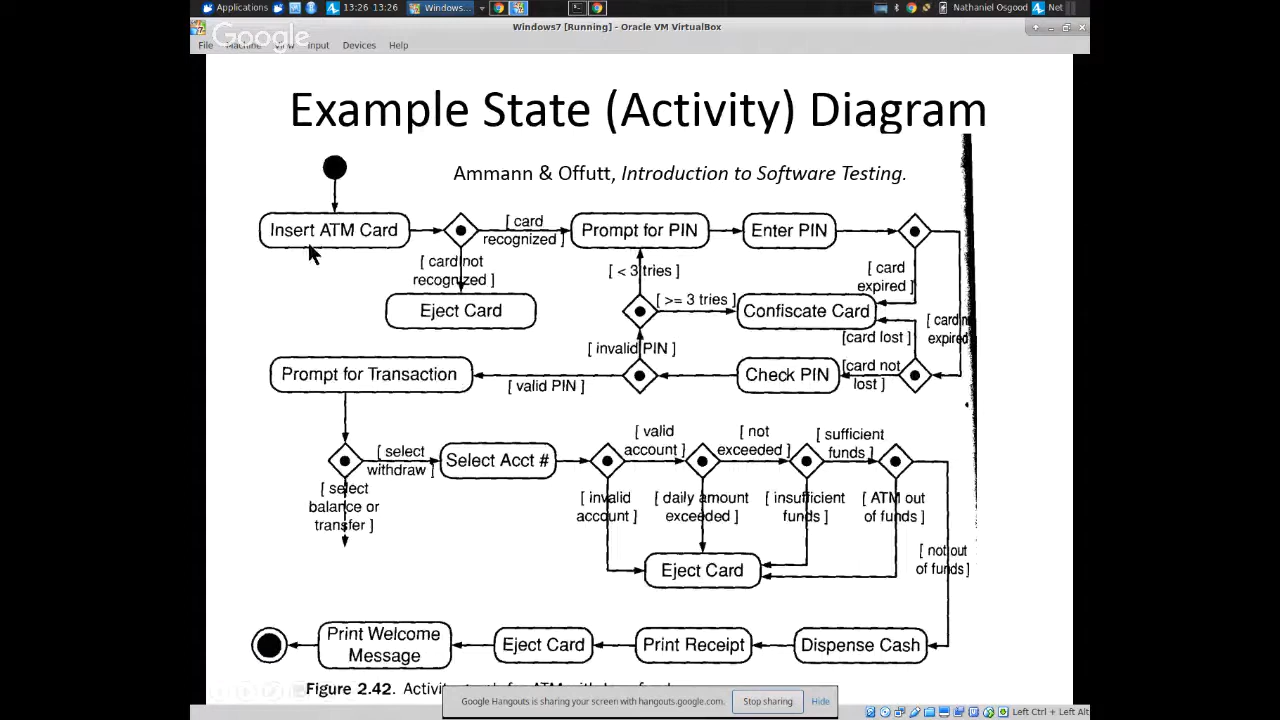 Applications
13:26 13:26
Windows...
Nathaniel Osgood
Net
Windows7 [Running] - Oracle VM VirtualBox
Google
File Machine View Input Devices Help
Example State (Activity) Diagram
Ammann & Offutt, Introduction to Software Testing.
Insert ATM Card
[ card
recognized ]
Prompt for PIN
Enter PIN
[ card not
recognized ]
[ < 3 tries ]
[ card
expired ]
Eject Card
[ >= 3 tries ]
Confiscate Card
[ card n
expired
[ invalid PIN ]
[card lost ]
Prompt for Transaction
[ valid PIN ]
Check PIN
[card not
lost ]
[ select
withdraw ]
Select Acct #
[ valid
account ]
[ not
exceeded ]
[ sufficient
funds ]
[ select
balance or
transfer ]
[ invalid
account ]
[ daily amount
exceeded ]
[ insufficient
funds ]
[ ATM out
of funds ]
Eject Card
[ not out
of funds ]
Print Welcome
Message
Eject Card
Print Receipt
Dispense Cash
Figure 2.42.
Google Hangouts is sharing your screen with hangouts.google.com.
Stop sharing
Hide
Left Ctrl + Left Alt